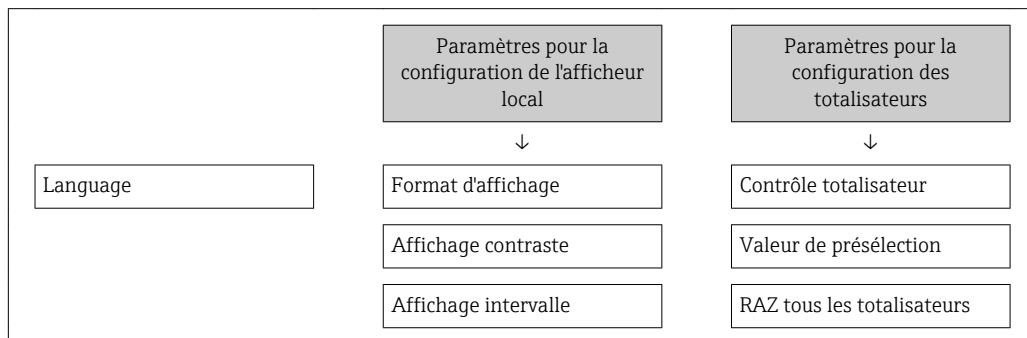 Paramètres pour la
configuration de l'afficheur
local
Paramètres pour la
configuration des
totalisateurs
↓
↓
Language
Format d'affichage
Contrôle totalisateur
Affichage contraste
Valeur de présélection
Affichage intervalle
RAZ tous les totalisateurs